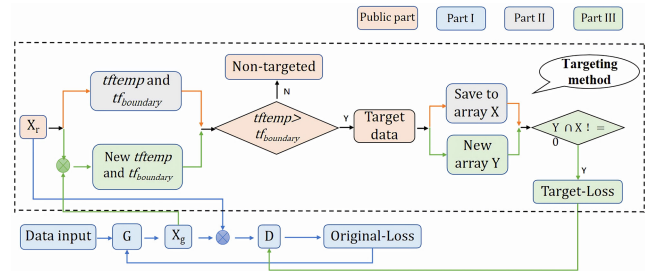 Public part
Part I
Part II
Part III
Non-targeted
Targeting
method
tftemp and
tfboundary
N
Xr
tftemp>
tfboundary
Y
Target
data
Save to
array X
Y ∩ X ! =
0
New tftemp
and tfboundary
New
array Y
Y
Target-Loss
Data input
G
Xg
D
Original-Loss